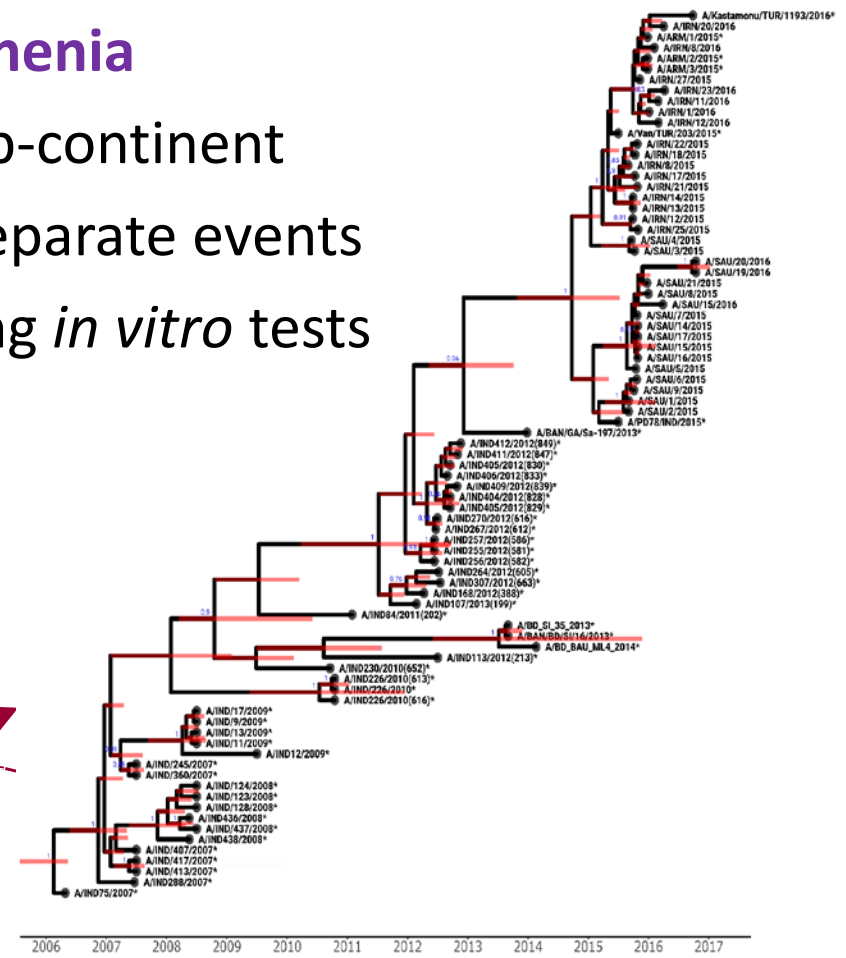 menia
b-continent
eparate events
ng in vitro tests
A/Kastamonu/TUR/1193/2016*
A/IRN/20/2016
A/ARM/1/2015*
A/IRN/8/2016
A/ARM/2/2015*
A/ARM/3/2015*
A/IRN/27/2015
A/IRN/23/2016
A/IRN/11/2016
A/IRN/1/2016
A/IRN/12/2016
A/Van/TUR/203/2015*
A/IRN/22/2015
A/IRN/18/2015
A/IRN/8/2015
A/IRN/17/2015
A/IRN/21/2015
A/IRN/14/2015
A/IRN/13/2015
A/IRN/12/2015
A/IRN/25/2015
A/SAU/4/2015
A/SAU/3/2015
A/SAU/20/2016
A/SAU/19/2016
A/SAU/21/2015
A/SAU/8/2015
A/SAU/15/2016
A/SAU/7/2015
A/SAU/14/2015
A/SAU/17/2015
A/SAU/15/2015
A/SAU/16/2015
A/SAU/5/2015
A/SAU/6/2015
A/SAU/9/2015
A/SAU/1/2015
A/SAU/2/2015
A/PD78/IND/2015*
A/BAN/GA/Sa-197/2013*
A/IND412/2012(849)*
A/IND411/2012(847)*
A/IND405/2012(830)*
A/IND406/2012(833)*
A/IND409/2012(839)*
A/IND404/2012(828)*
A/IND405/2012(829)*
A/IND270/2012(616)*
A/IND267/2012(612)*
A/IND257/2012(586)*
A/IND255/2012(581)*
A/IND256/2012(582)*
A/IND264/2012(605)*
A/IND307/2012(663)*
A/IND168/2012(388)*
A/IND107/2013(199)*
A/IND84/2011(202)*
A/BD_SI_35_2013*
A/BAN/BD/SI/16/2013*
A/BD_BAU_ML4_2014*
A/IND113/2012(213)*
A/IND230/2010(652)*
A/IND226/2010(613)*
A/IND/226/2010*
A/IND226/2010(616)*
A/IND/17/2009*
A/IND/9/2009*
A/IND/13/2009*
A/IND/11/2009*
A/IND12/2009*
A/IND/245/2007*
A/IND/360/2007*
A/IND/124/2008*
A/IND/123/2008*
A/IND/128/2008*
A/IND436/2008*
A/IND/437/2008*
A/IND438/2008*
A/IND/407/2007*
A/IND/417/2007*
A/IND/413/2007*
A/IND288/2007*
A/IND75/2007*
2006 2007 2008 2009 2010 2011 2012 2013 2014 2015 2016 2017